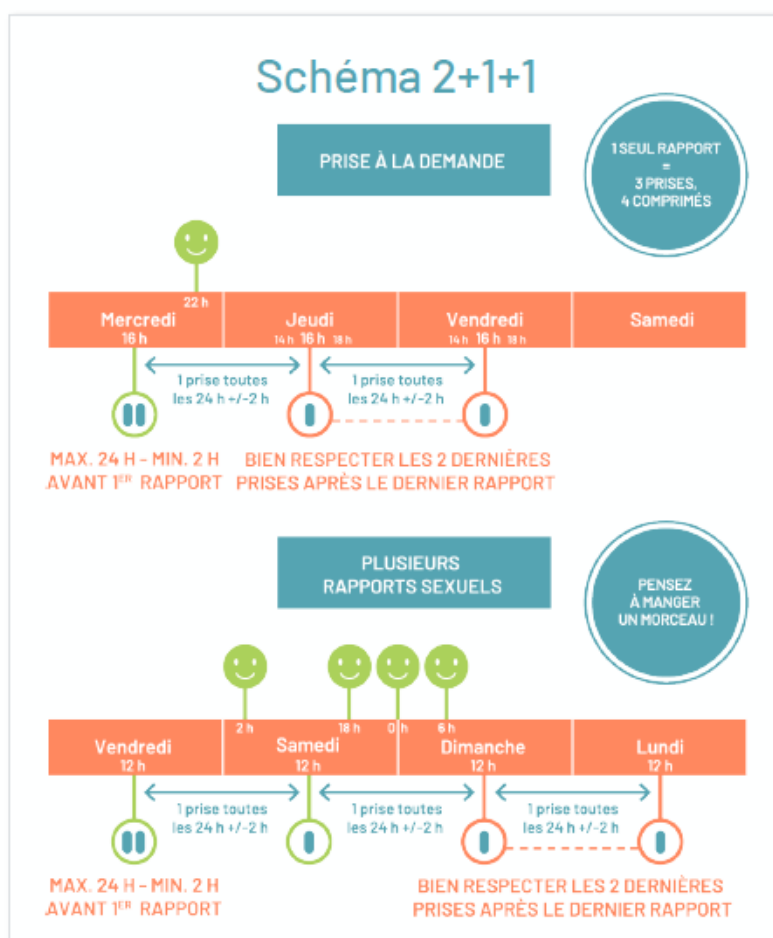 Schéma 2+1+1
PRISE À LA DEMANDE
1 SEUL RAPPORT
=
3 PRISES,
4 COMPRIMÉS
22 h
Mercredi
16 h
Jeudi
14 h 16 h 18 h
Vendredi
14 h 16 h 18 h
Samedi
1 prise toutes
les 24 h +/-2 h
1 prise toutes
les 24 h +/-2 h
MAX. 24 H - MIN. 2 H
AVANT 1ER RAPPORT
BIEN RESPECTER LES 2 DERNIÈRES
PRISES APRÈS LE DERNIER RAPPORT
PLUSIEURS
RAPPORTS SEXUELS
PENSEZ
À MANGER
UN MORCEAU !
2 h
18 h
0 h
6 h
Vendredi
12 h
Samedi
12 h
Dimanche
12 h
Lundi
12 h
1 prise toutes
les 24 h +/-2 h
1 prise toutes
les 24 h +/-2 h
1 prise toutes
les 24 h +/-2 h
MAX. 24 H - MIN. 2 H
AVANT 1ER RAPPORT
BIEN RESPECTER LES 2 DERNIÈRES
PRISES APRÈS LE DERNIER RAPPORT